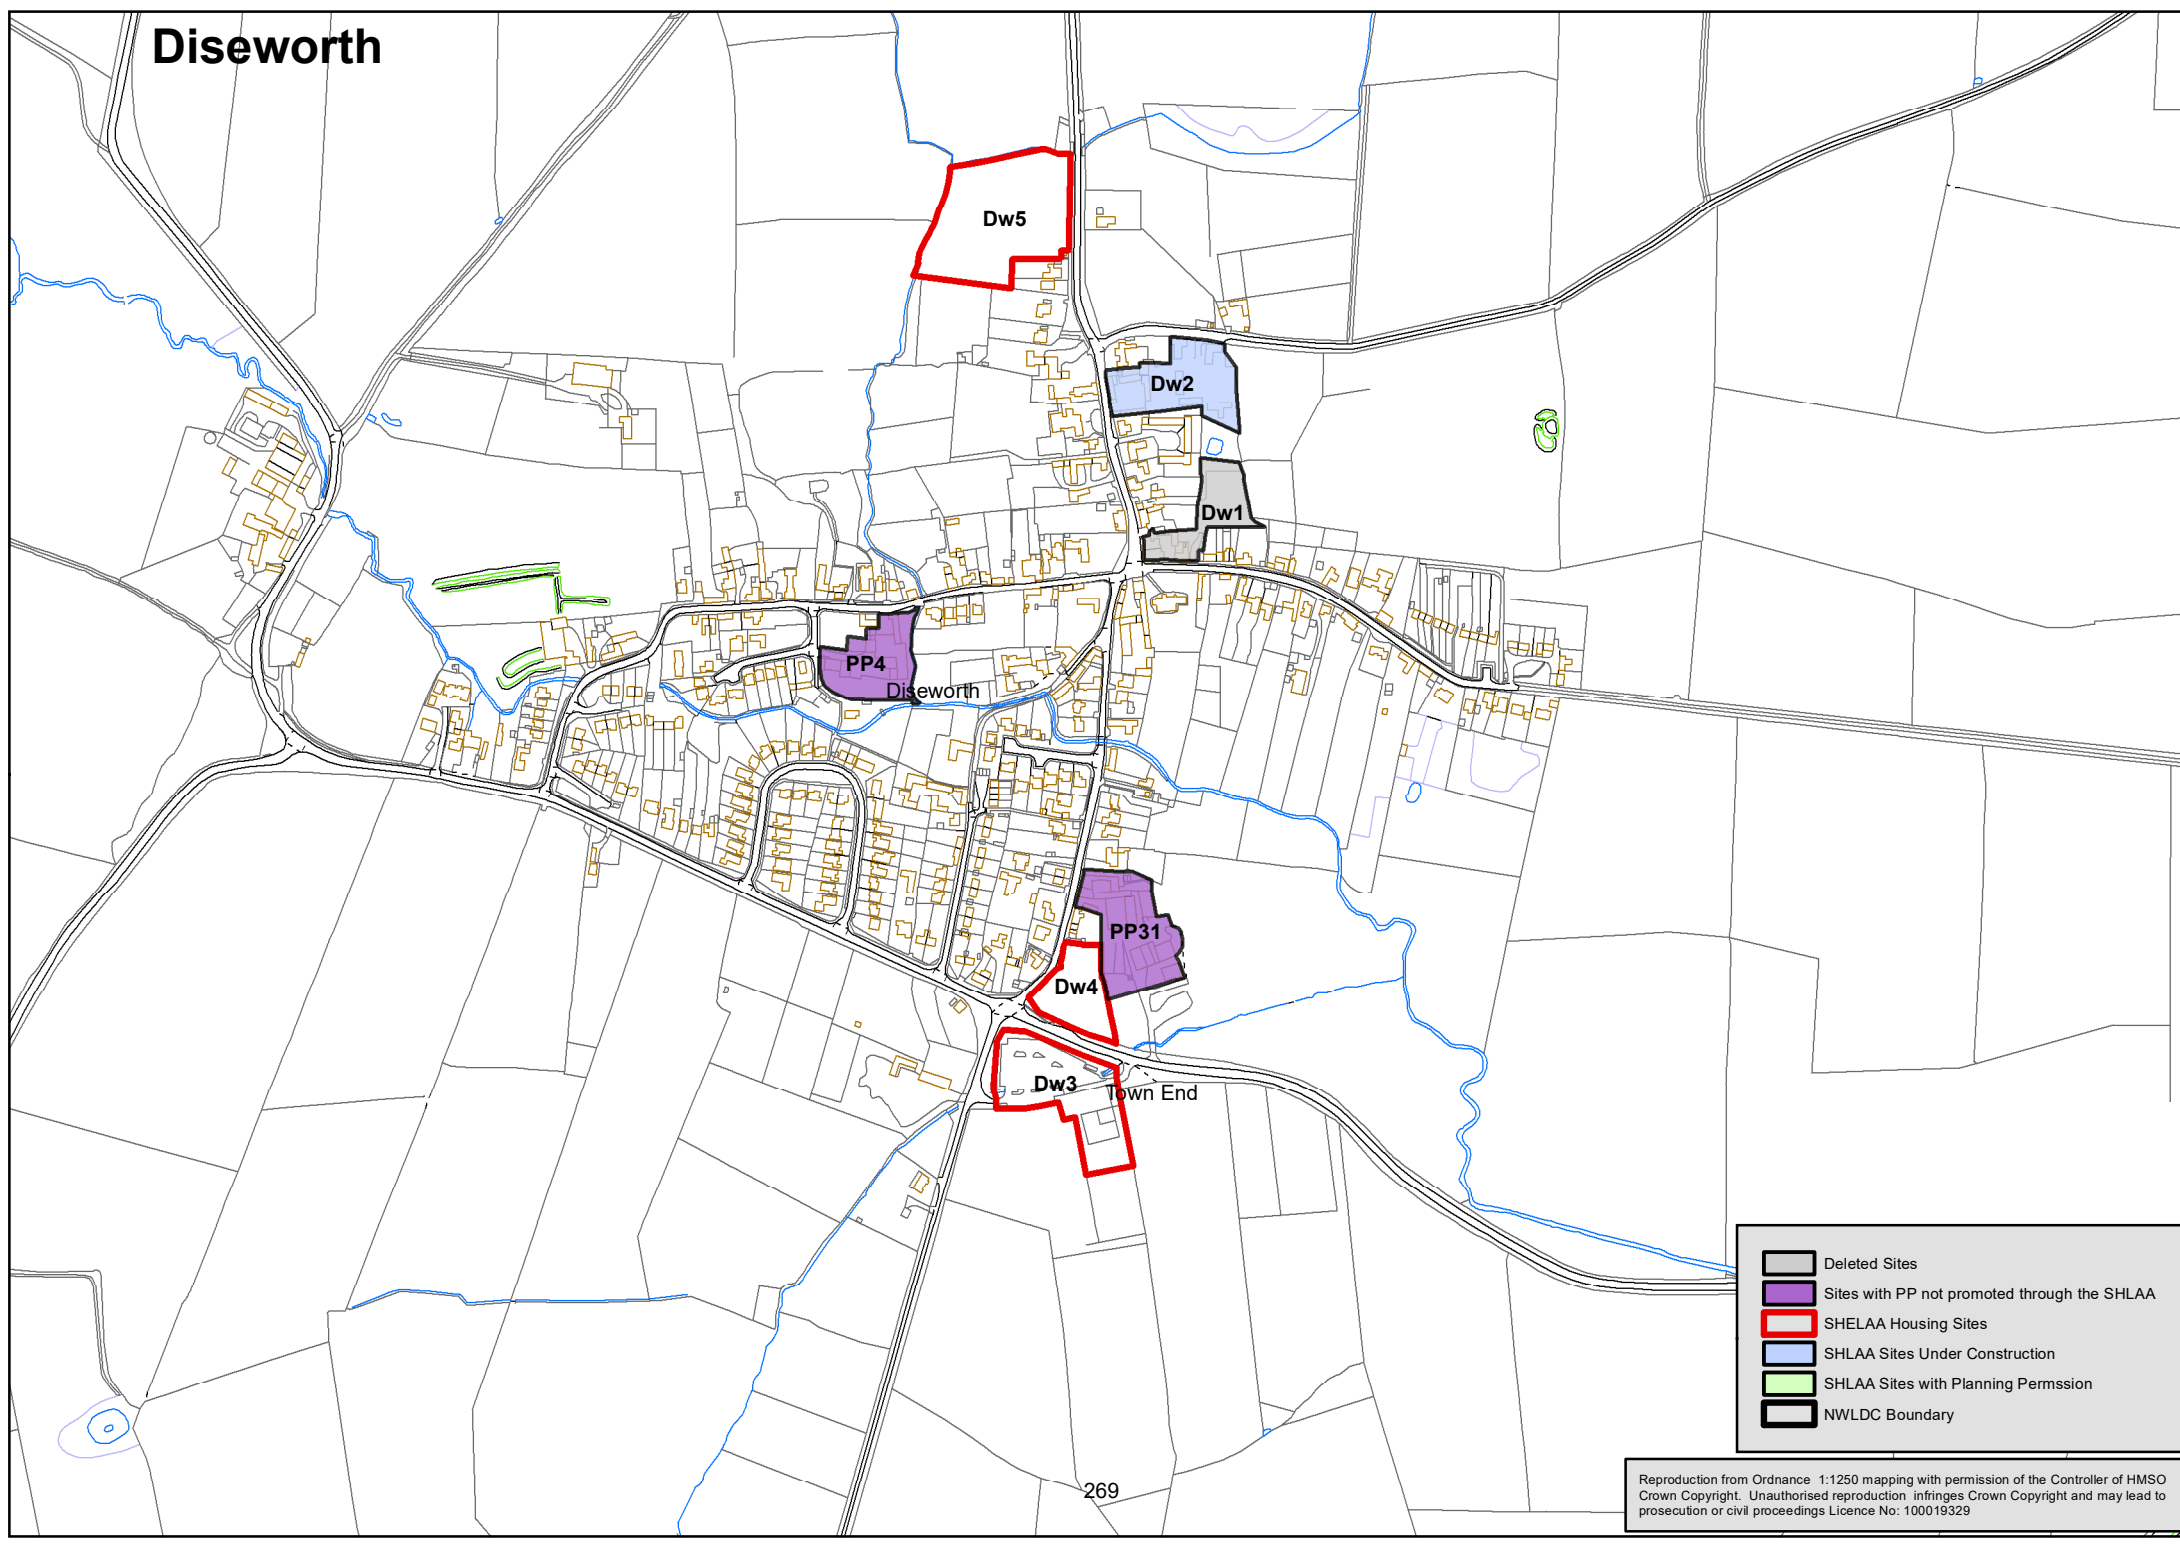 Diseworth
Dw5
Dw2
Dw1
PP4
Diseworth
PP31
Dw4
Dw3
Town End
Deleted Sites
Sites with PP not promoted through the SHLAA
SHELAA Housing Sites
SHLAA Sites Under Construction
SHLAA Sites with Planning Permssion
NWLDC Boundary
Reproduction from Ordnance 1:1250 mapping with permission of the Controller of HMSO
Crown Copyright. Unauthorised reproduction infringes Crown Copyright and may lead to
prosecution or civil proceedings Licence No: 100019329
269